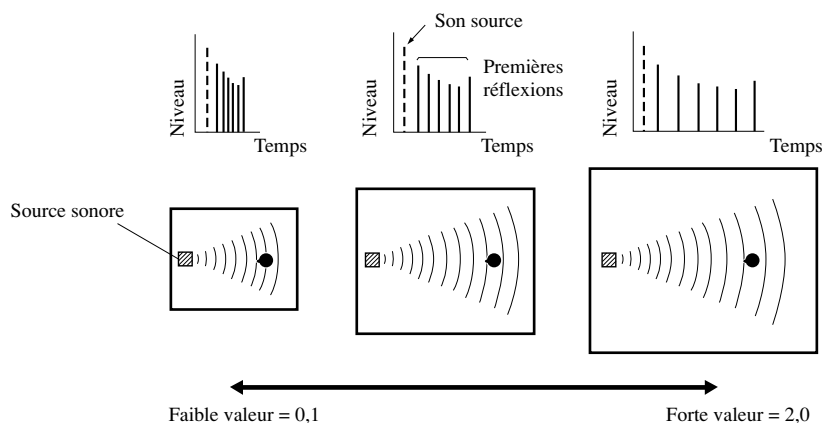 Son source
Premières
réflexions
Niveau
Temps
Niveau
Temps
Niveau
Temps
Source sonore
Faible valeur = 0,1
Forte valeur = 2,0